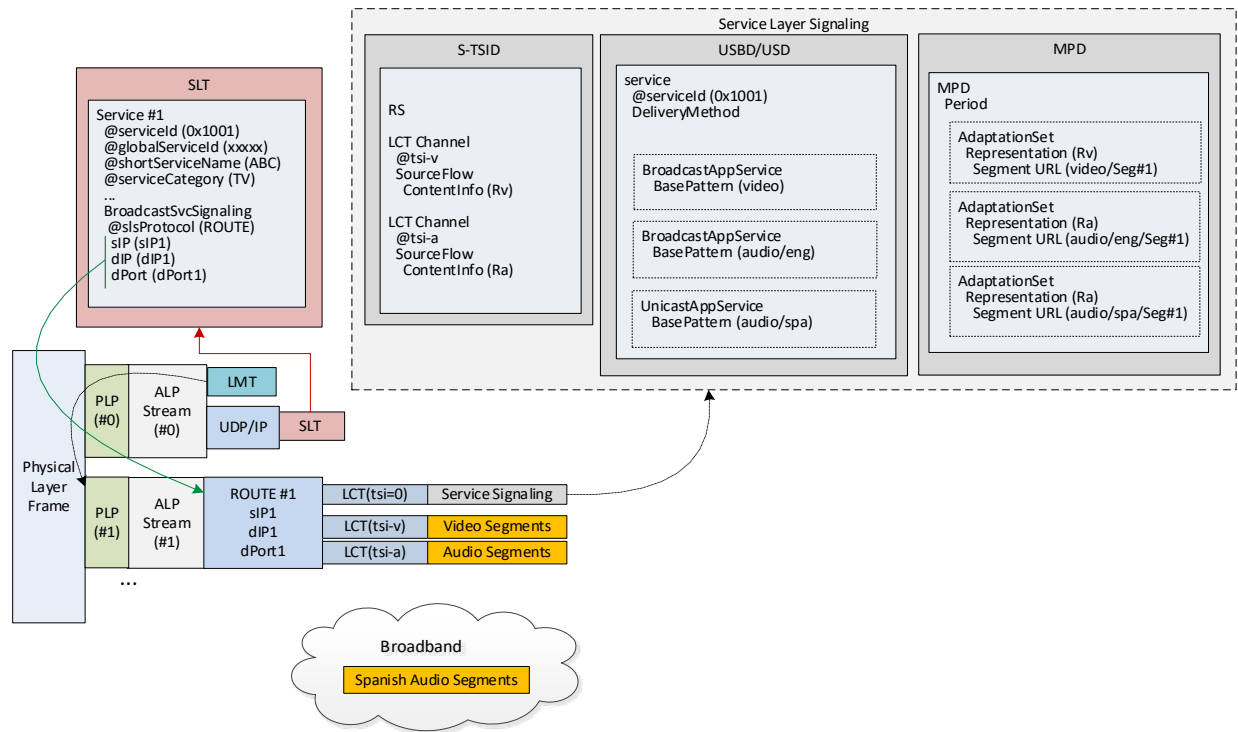 Service Layer Signaling
S-TSID
RS
LCT Channel
@tsi-v
SourceFlow
ContentInfo (Rv)
LCT Channel
@tsi-a
SourceFlow
ContentInfo (Ra)
USBD/USD
service
@serviceId (0x1001)
DeliveryMethod
BroadcastAppService
BasePattern (video)
BroadcastAppService
BasePattern (audio/eng)
UnicastAppService
BasePattern (audio/spa)
MPD
MPD
Period
AdaptationSet
Representation (Rv)
Segment URL (video/Seg#1)
AdaptationSet
Representation (Ra)
Segment URL (audio/eng/Seg#1)
AdaptationSet
Representation (Ra)
Segment URL (audio/spa/Seg#1)
SLT
Service #1
@serviceId (0x1001)
@globalServiceId (xxxxx)
@shortServiceName (ABC)
@serviceCategory (TV)
...
BroadcastSvcSignaling
@slsProtocol (ROUTE)
sIP (sIP1)
dIP (dIP1)
dPort (dPort1)
Physical
Layer
Frame
PLP
(#0)
ALP
Stream
(#0)
LMT
UDP/IP
SLT
PLP
(#1)
ALP
Stream
(#1)
ROUTE #1
sIP1
dIP1
dPort1
LCT(tsi=0)
Service Signaling
LCT(tsi-v)
Video Segments
LCT(tsi-a)
Audio Segments
...
Broadband
Spanish Audio Segments